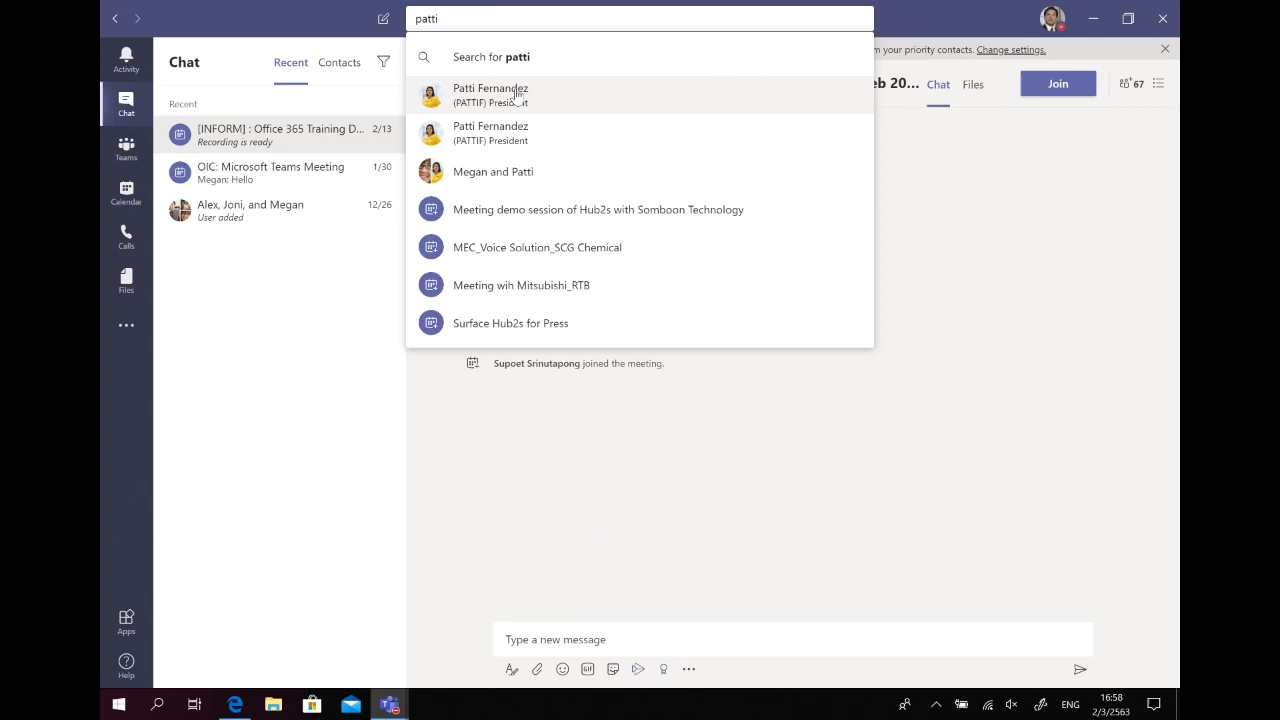 patti
Search for patti
Patti Fernandez
(PATTIF) President
Patti Fernandez
(PATTIF) President
Megan and Patti
Meeting demo session of Hub2s with Somboon Technology
MEC_Voice Solution_SCG Chemical
Meeting wih Mitsubishi_RTB
Surface Hub2s for Press
m your priority contacts. Change settings.
Activity
Chat
Teams
Calendar
Calls
Files
Apps
Help
Chat
Recent
Contacts
Recent
[INFORM] : Office 365 Training D... 2/13
Recording is ready
OIC: Microsoft Teams Meeting 1/30
Megan: Hello
Alex, Joni, and Megan 12/26
User added
eb 20... Chat Files Join 67
Supoet Srinutapong joined the meeting.
Type a new message
GIF
ENG
16:58
2/3/2563